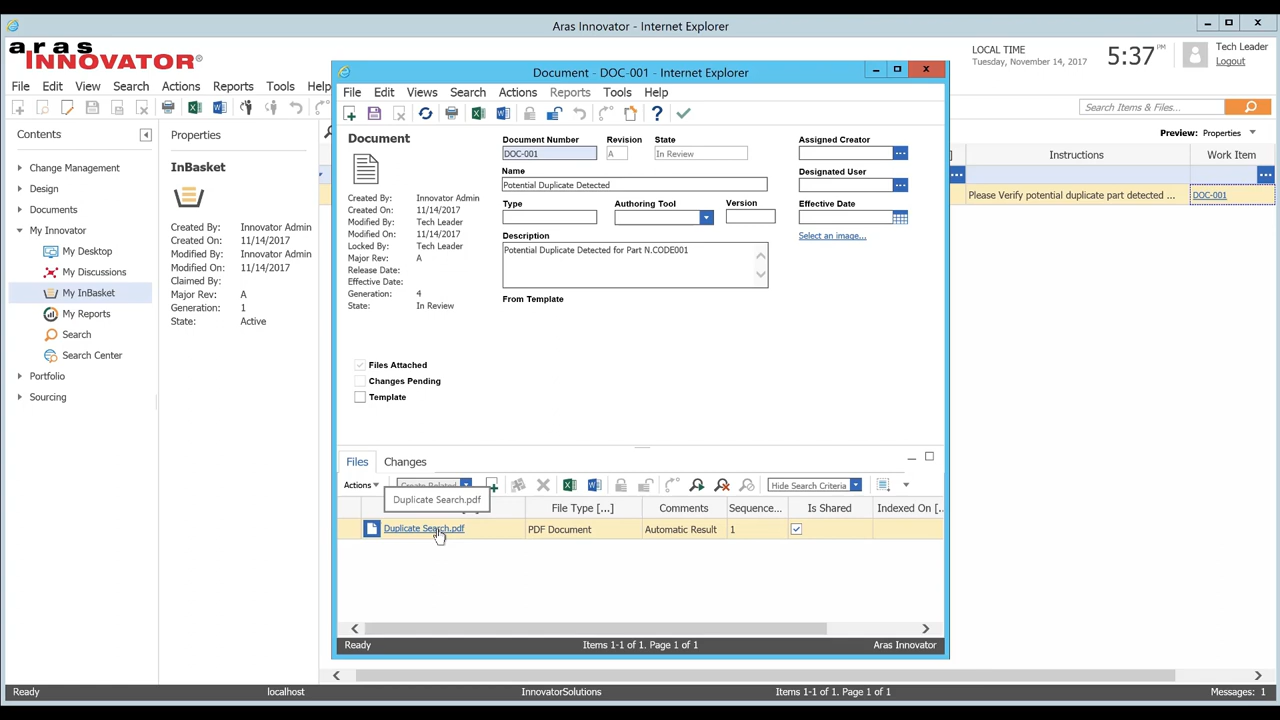 Aras Innovator - Internet Explorer
aras
INNOVATOR®
LOCAL TIME
Tuesday, November 14, 2017
5:37 PM
Tech Leader
Logout
File Edit View Search Actions Reports Tools Help
Search Items & Files...
Contents
Change Management
Design
Documents
My Innovator
My Desktop
My Discussions
My InBasket
My Reports
Search
Search Center
Portfolio
Sourcing
Properties
InBasket
Created By: Innovator Admin
Created On: 11/14/2017
Modified By: Innovator Admin
Modified On: 11/14/2017
Claimed By:
Major Rev: A
Generation: 1
State: Active
Preview: Properties
Instructions Work Item
Please Verify potential duplicate part detected ... DOC-001
Document - DOC-001 - Internet Explorer
File Edit Views Search Actions Reports Tools Help
Document
Created By: Innovator Admin
Created On: 11/14/2017
Modified By: Tech Leader
Modified On: 11/14/2017
Locked By: Tech Leader
Major Rev: A
Release Date:
Effective Date:
Generation: 4
State: In Review
Document Number Revision State
DOC-001 A In Review
Name
Potential Duplicate Detected
Type Authoring Tool Version
Description
Potential Duplicate Detected for Part N.CODE001
From Template
Assigned Creator
Designated User
Effective Date
Select an image...
Files Attached
Changes Pending
Template
Files Changes
Actions Create Related Hide Search Criteria
Duplicate Search.pdf
File Type [...] Comments Sequence... Is Shared Indexed On [..
Duplicate Search.pdf PDF Document Automatic Result 1
Ready Items 1-1 of 1. Page 1 of 1 Aras Innovator
Ready localhost InnovatorSolutions Items 1-1 of 1. Page 1 of 1 Messages: 1